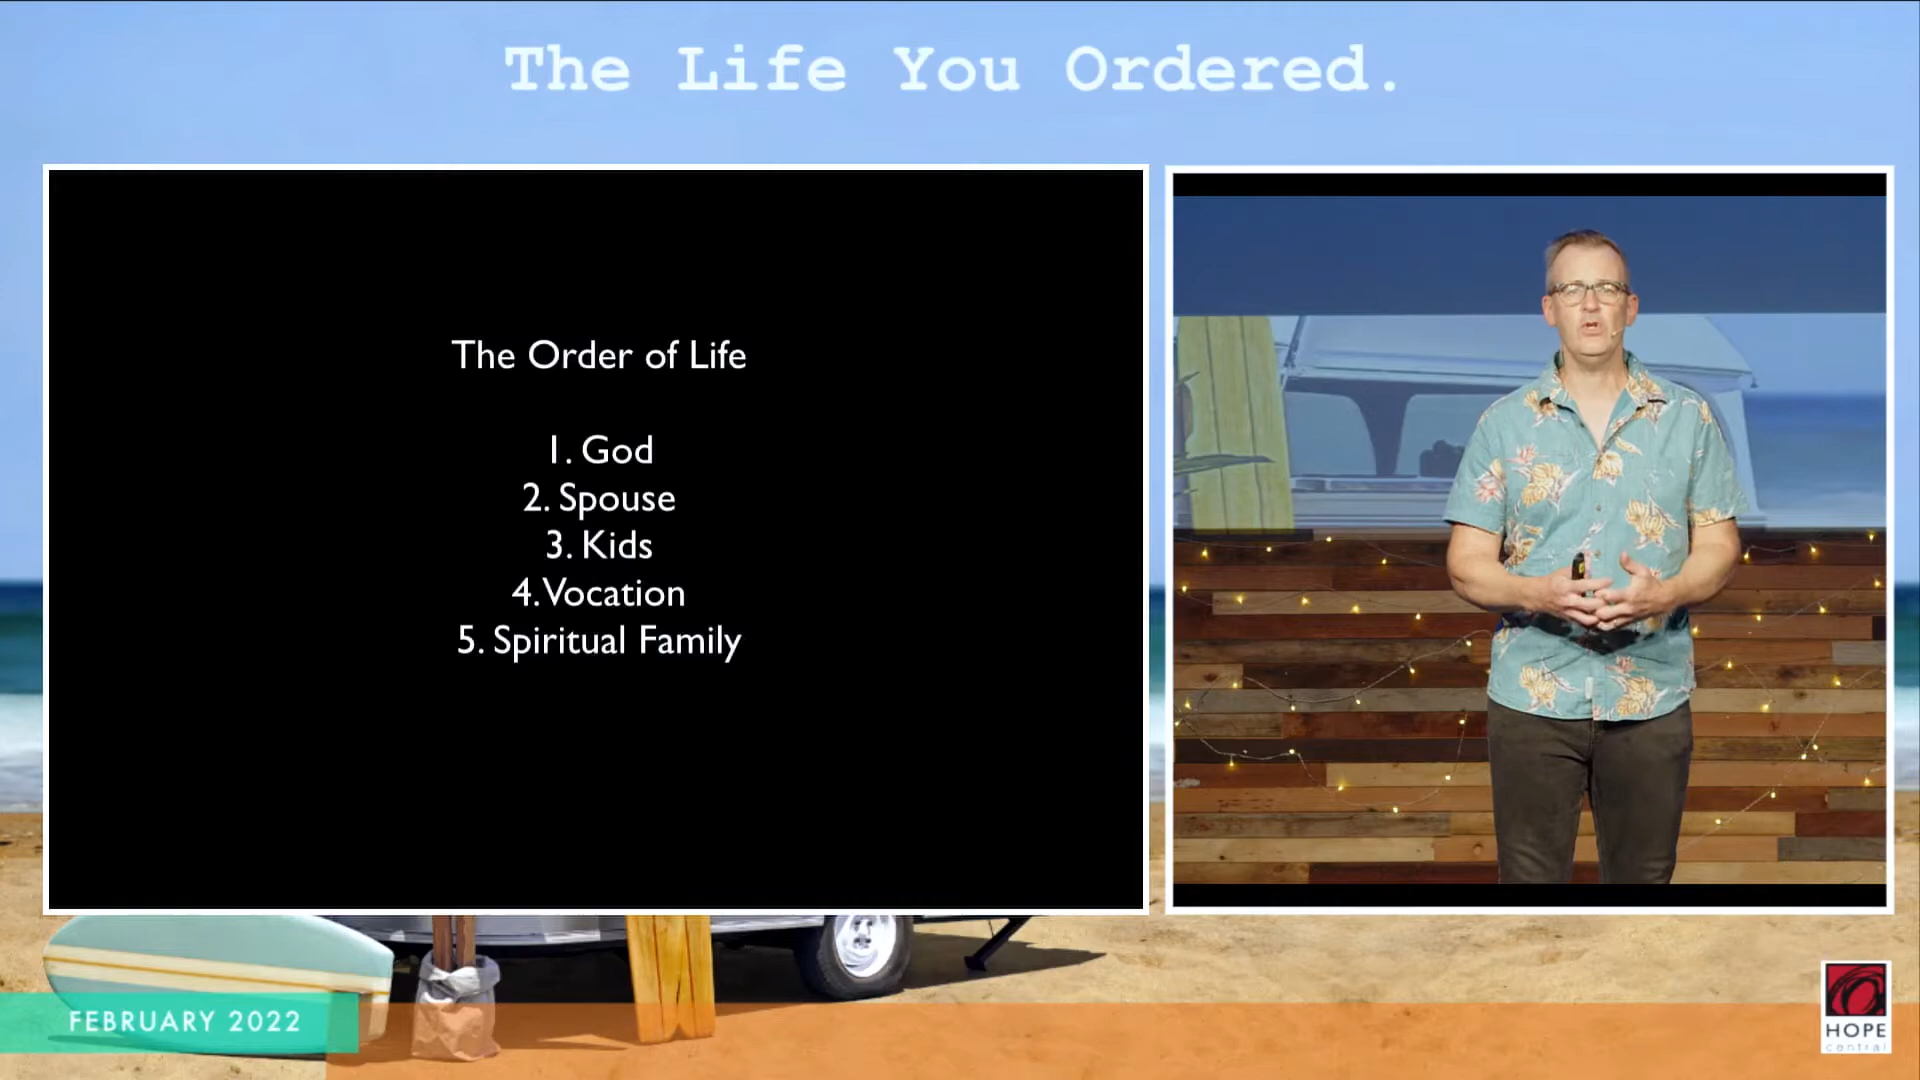 The Life You Ordered.
The Order of Life
1. God
2. Spouse
3. Kids
4. Vocation
5. Spiritual Family
FEBRUARY 2022
HOPE
central